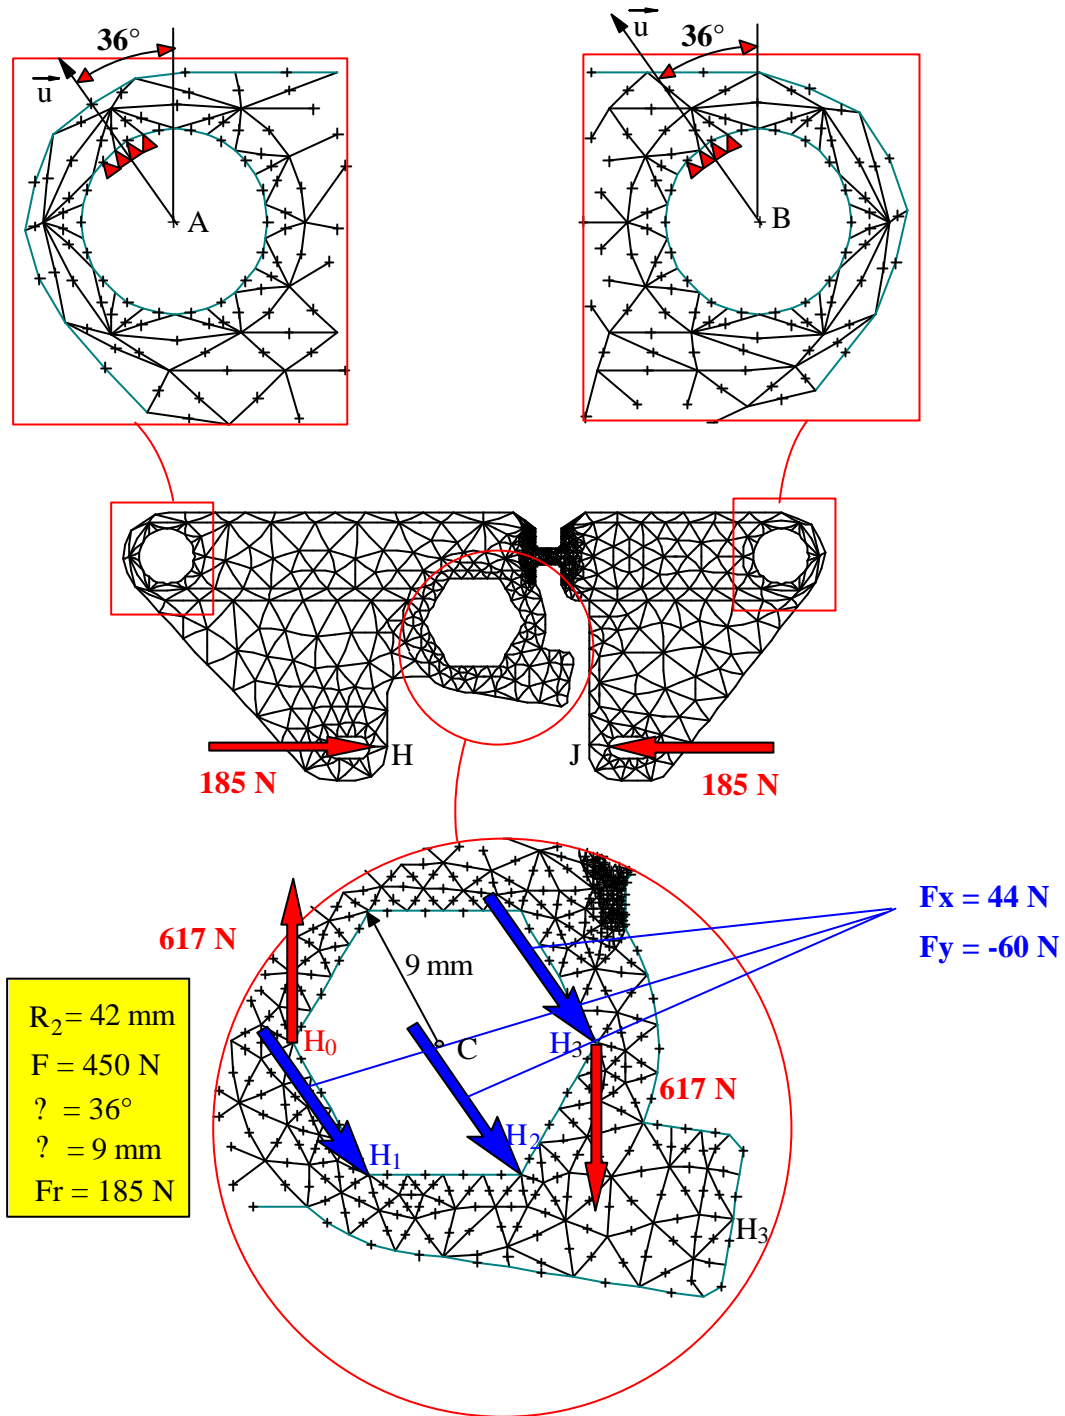 36°
u
A
36°
u
B
H
J
185 N
185 N
Fx = 44 N
Fy = -60 N
617 N
9 mm
R2 = 42 mm
F = 450 N
? = 36°
? = 9 mm
Fr = 185 N
H0
C
H3
617 N
H1
H2
H3